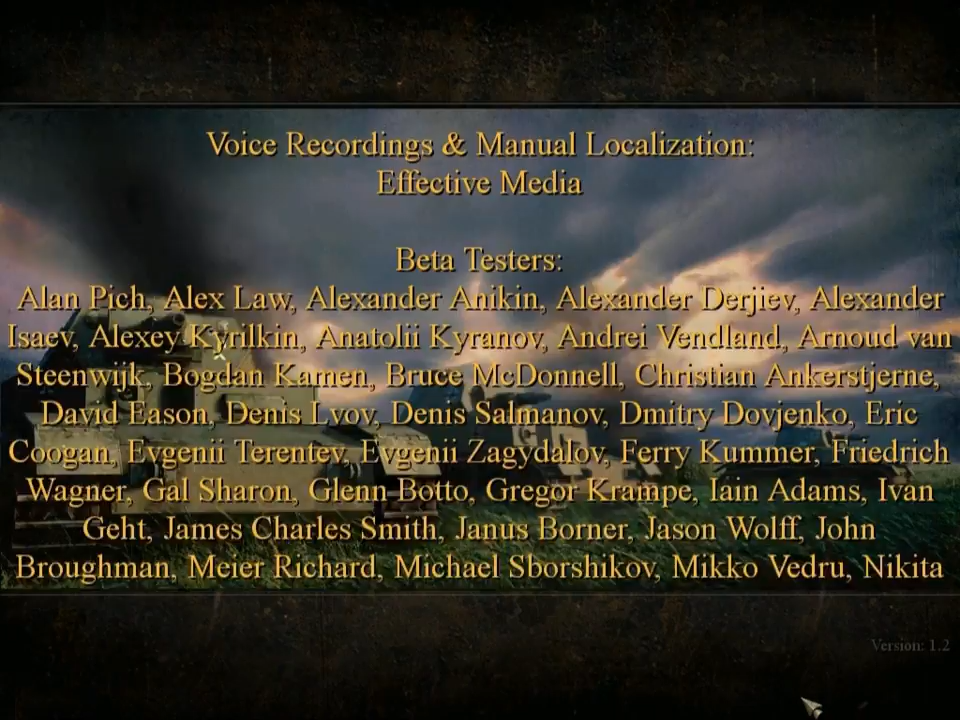 Voice Recordings & Manual Localization:
Effective Media
Beta Testers:
Alan Pich, Alex Law, Alexander Anikin, Alexander Derjiev, Alexander
Isaev, Alexey Kyrilkin, Anatolii Kyranov, Andrei Vendland, Arnoud van
Steenwijk, Bogdan Kamen, Bruce McDonnell, Christian Ankerstjerne,
David Eason, Denis Lvov, Denis Salmanov, Dmitry Dovjenko, Eric
Coogan, Evgenii Terentev, Evgenii Zagydalov, Ferry Kummer, Friedrich
Wagner, Gal Sharon, Glenn Botto, Gregor Krampe, Iain Adams, Ivan
Geht, James Charles Smith, Janus Borner, Jason Wolff, John
Broughman, Meier Richard, Michael Sborshikov, Mikko Vedru, Nikita
Version: 1.2